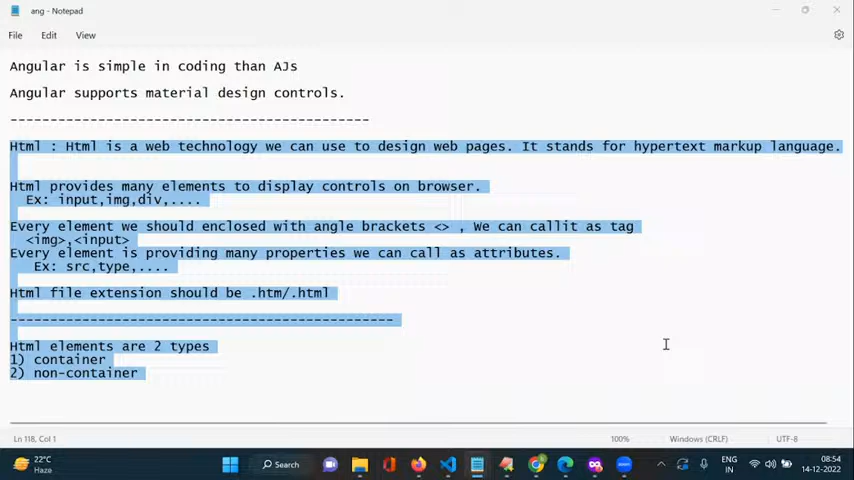 ang - Notepad
File Edit View
Angular is simple in coding than AJs
Angular supports material design controls.
---------------------------------------------
Html : Html is a web technology we can use to design web pages. It stands for hypertext markup language.
Html provides many elements to display controls on browser.
Ex: input,img,div,....
Every element we should enclosed with angle brackets <> , We can callit as tag
<img>,<input>
Every element is providing many properties we can call as attributes.
Ex: src,type,....
Html file extension should be .htm/.html
------------------------------------------------
Html elements are 2 types
1) container
2) non-container
Ln 118, Col 1 100% Windows (CRLF) UTF-8
22°C
Haze
Search
ENG
IN
08:54
14-12-2022